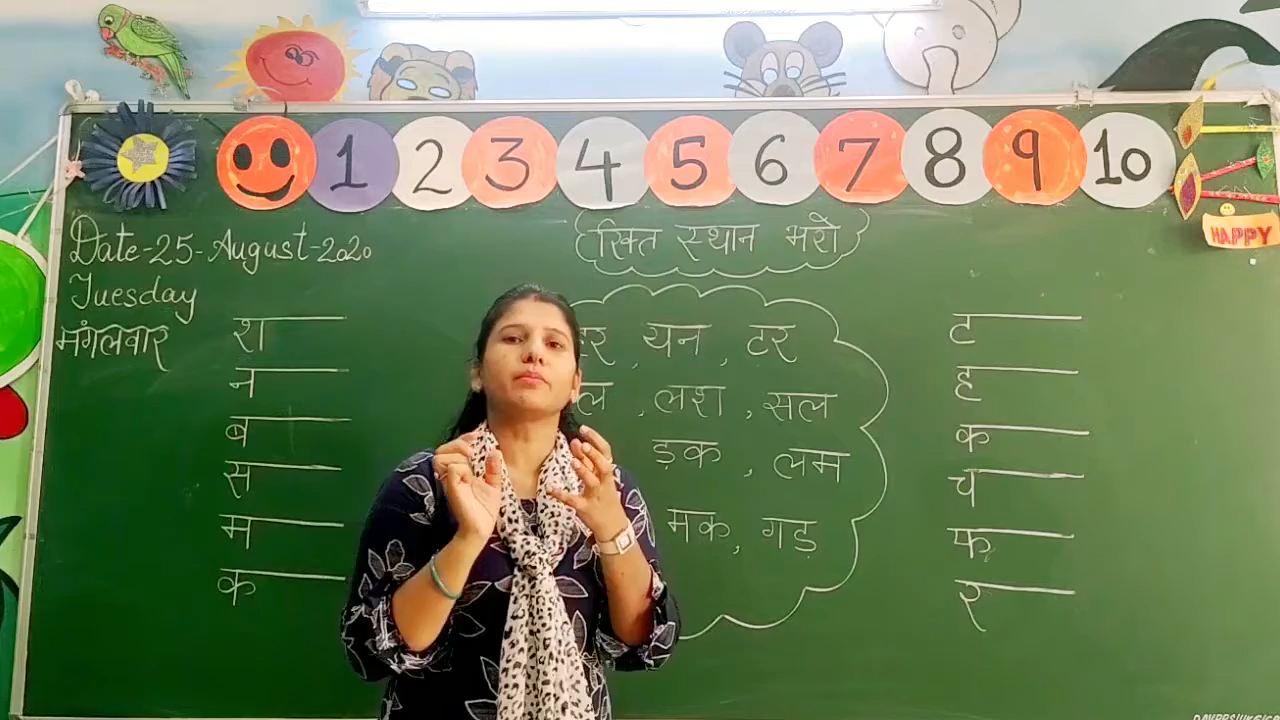 1 2 3 4 5 6 7 8 9 10
HAPPY
Date-25-August-2020
रिक्त स्थान भरो
Tuesday
मंगलवार
श
न
ब
स
म
क
टर, यन, टर
ल, लश, सल
ड़क, लम
मक, गड़
ट
ह
क
च
फ
र